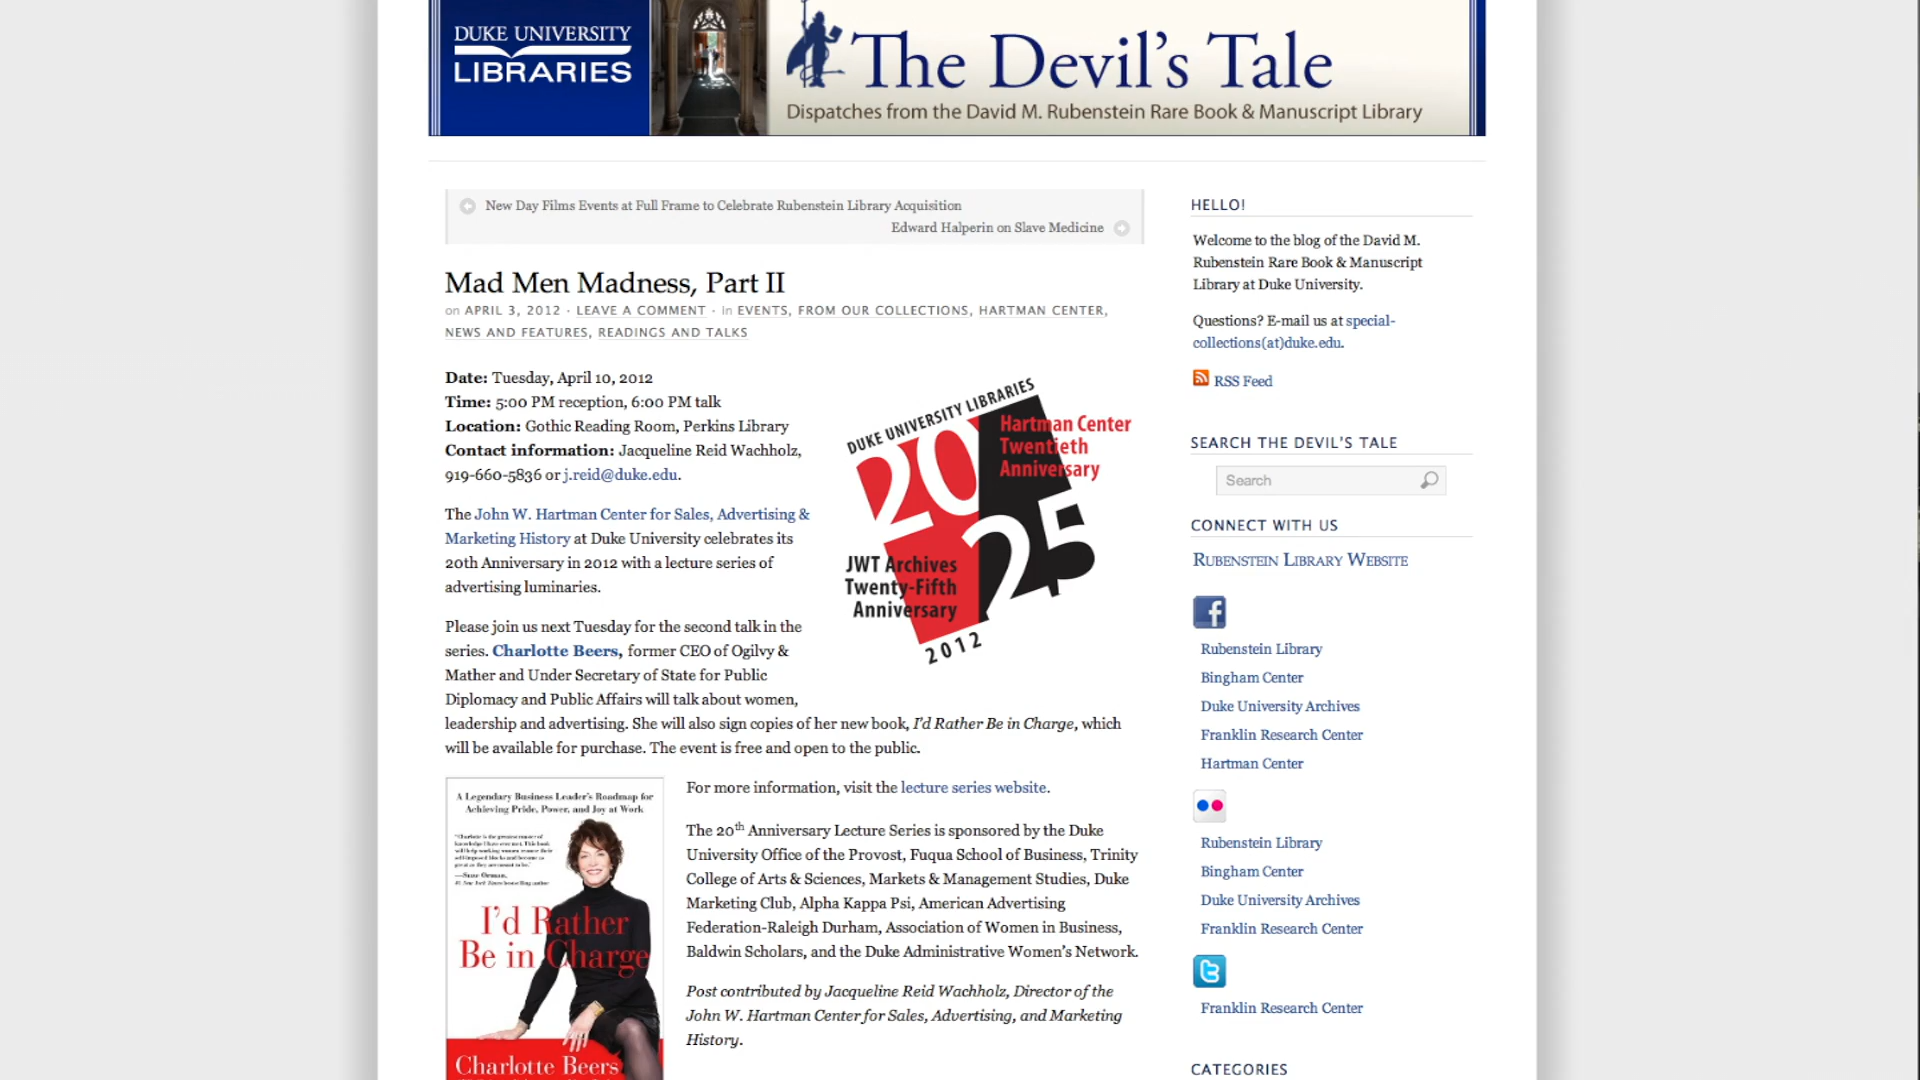 DUKE UNIVERSITY
LIBRARIES
The Devil's Tale
Dispatches from the David M. Rubenstein Rare Book & Manuscript Library
New Day Films Events at Full Frame to Celebrate Rubenstein Library Acquisition
Edward Halperin on Slave Medicine
Mad Men Madness, Part II
on APRIL 3, 2012 · LEAVE A COMMENT · in EVENTS, FROM OUR COLLECTIONS, HARTMAN CENTER,
NEWS AND FEATURES, READINGS AND TALKS
Date: Tuesday, April 10, 2012
Time: 5:00 PM reception, 6:00 PM talk
Location: Gothic Reading Room, Perkins Library
Contact information: Jacqueline Reid Wachholz,
919-660-5836 or j.reid@duke.edu.
DUKE UNIVERSITY LIBRARIES
20
Hartman Center
Twentieth
Anniversary
25
JWT Archives
Twenty-Fifth
Anniversary
2012
The John W. Hartman Center for Sales, Advertising &
Marketing History at Duke University celebrates its
20th Anniversary in 2012 with a lecture series of
advertising luminaries.
Please join us next Tuesday for the second talk in the
series. Charlotte Beers, former CEO of Ogilvy &
Mather and Under Secretary of State for Public
Diplomacy and Public Affairs will talk about women,
leadership and advertising. She will also sign copies of her new book, I'd Rather Be in Charge, which
will be available for purchase. The event is free and open to the public.
A Legendary Business Leader's Roadmap for
Achieving Pride, Power, and Joy at Work
—Suze Orman,
#1 New York Times bestselling author
I'd Rather
Be in Charge
Charlotte Beers
For more information, visit the lecture series website.
The 20th Anniversary Lecture Series is sponsored by the Duke
University Office of the Provost, Fuqua School of Business, Trinity
College of Arts & Sciences, Markets & Management Studies, Duke
Marketing Club, Alpha Kappa Psi, American Advertising
Federation-Raleigh Durham, Association of Women in Business,
Baldwin Scholars, and the Duke Administrative Women's Network.
Post contributed by Jacqueline Reid Wachholz, Director of the
John W. Hartman Center for Sales, Advertising, and Marketing
History.
HELLO!
Welcome to the blog of the David M.
Rubenstein Rare Book & Manuscript
Library at Duke University.
Questions? E-mail us at special-
collections(at)duke.edu.
RSS Feed
SEARCH THE DEVIL'S TALE
Search
CONNECT WITH US
RUBENSTEIN LIBRARY WEBSITE
Rubenstein Library
Bingham Center
Duke University Archives
Franklin Research Center
Hartman Center
Rubenstein Library
Bingham Center
Duke University Archives
Franklin Research Center
Franklin Research Center
CATEGORIES